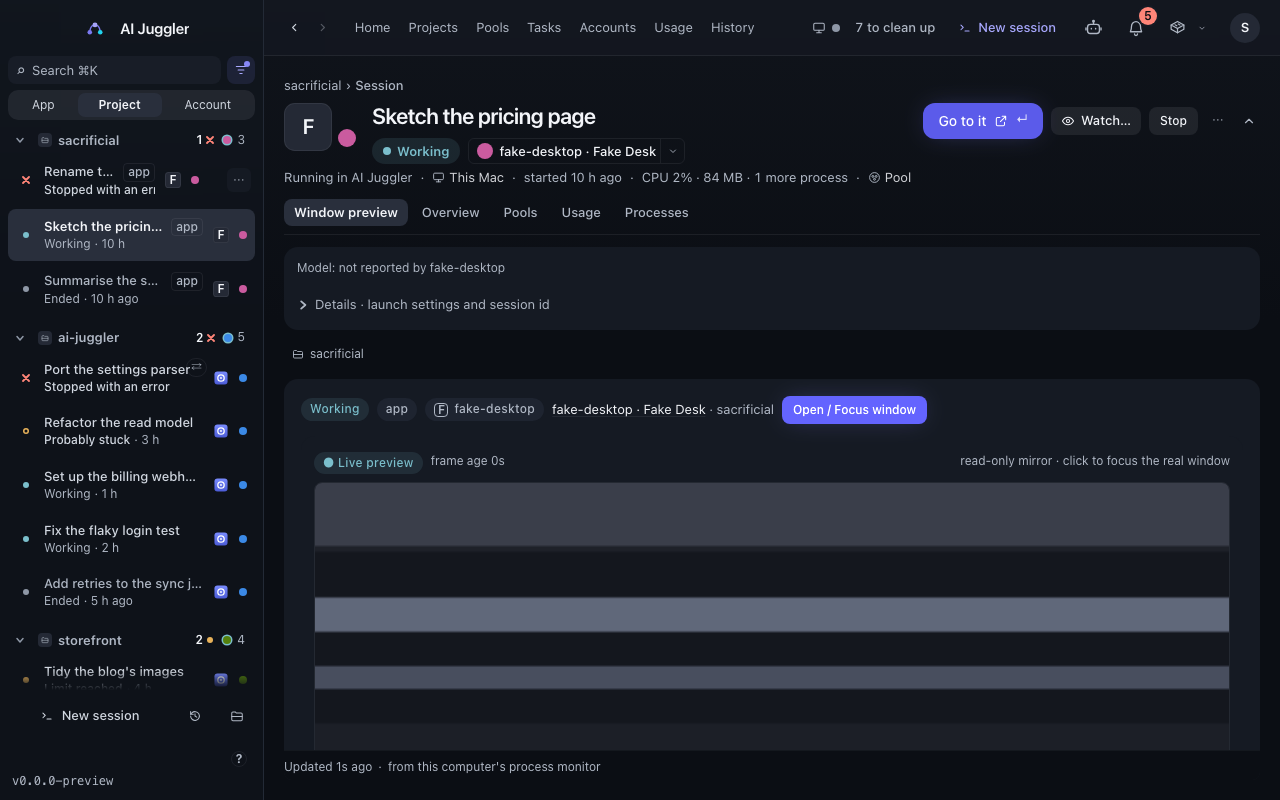 AI Juggler
Search ⌘K
App Project Account
sacrificial 1 3
Rename t... app F
Stopped with an err
Sketch the pricin... app F
Working · 10 h
Summarise the s... app F
Ended · 10 h ago
ai-juggler 2 5
Port the settings parser
Stopped with an error
Refactor the read model
Probably stuck · 3 h
Set up the billing webh...
Working · 1 h
Fix the flaky login test
Working · 2 h
Add retries to the sync j...
Ended · 5 h ago
storefront 2 4
Tidy the blog's images
Limit reached · 4 h
New session
?
v0.0.0-preview
Home Projects Pools Tasks Accounts Usage History 7 to clean up New session 5 S
sacrificial › Session
F
Sketch the pricing page
Working fake-desktop · Fake Desk
Go to it Watch... Stop ...
Running in AI Juggler · This Mac · started 10 h ago · CPU 2% · 84 MB · 1 more process · Pool
Window preview Overview Pools Usage Processes
Model: not reported by fake-desktop
Details · launch settings and session id
sacrificial
Working app F fake-desktop fake-desktop · Fake Desk · sacrificial Open / Focus window
Live preview frame age 0s read-only mirror · click to focus the real window
Updated 1s ago · from this computer's process monitor